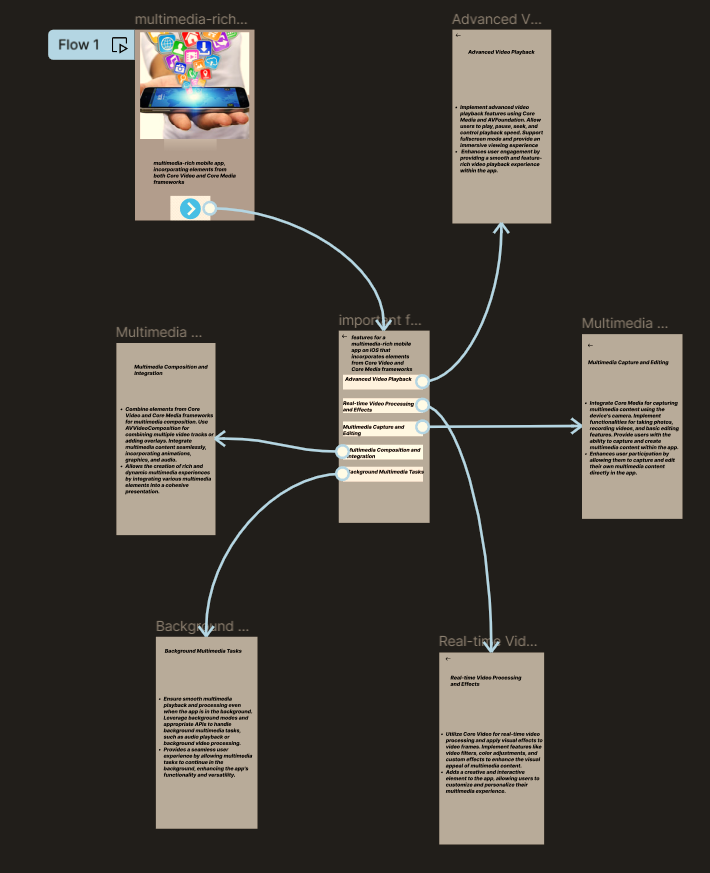 multimedia-rich...
Flow 1
multimedia-rich mobile app,
incorporating elements from
both Core Video and Core Media
frameworks
Advanced V...
←
Advanced Video Playback
• Implement advanced video
playback features using Core
Media and AVFoundation. Allow
users to play, pause, seek, and
control playback speed. Support
fullscreen mode and provide an
immersive viewing experience
• Enhances user engagement by
providing a smooth and feature-
rich video playback experience
within the app.
Multimedia ...
Multimedia Composition and
Integration
• Combine elements from Core
Video and Core Media frameworks
for multimedia composition. Use
AVVideoComposition for
combining multiple video tracks or
adding overlays. Integrate
multimedia content seamlessly,
incorporating animations,
graphics, and audio.
• Allows the creation of rich and
dynamic multimedia experiences
by integrating various multimedia
elements into a cohesive
presentation.
important f...
←
features for a
multimedia-rich mobile
app on iOS that
incorporates elements
from Core Video and
Core Media frameworks
Advanced Video Playback
Real-time Video Processing
and Effects
Multimedia Capture and
Editing
Multimedia Composition and
Integration
Background Multimedia Tasks
Multimedia ...
←
Multimedia Capture and Editing
• Integrate Core Media for capturing
multimedia content using the
device's camera. Implement
functionalities for taking photos,
recording videos, and basic editing
features. Provide users with the
ability to capture and create
multimedia content within the app.
• Enhances user participation by
allowing them to capture and edit
their own multimedia content
directly in the app.
Background ...
Background Multimedia Tasks
• Ensure smooth multimedia
playback and processing even
when the app is in the background.
Leverage background modes and
appropriate APIs to handle
background multimedia tasks,
such as audio playback or
background video processing.
• Provides a seamless user
experience by allowing multimedia
tasks to continue in the
background, enhancing the app's
functionality and versatility.
Real-time Vid...
←
Real-time Video Processing
and Effects
• Utilize Core Video for real-time video
processing and apply visual effects to
video frames. Implement features like
video filters, color adjustments, and
custom effects to enhance the visual
appeal of multimedia content.
• Adds a creative and interactive
element to the app, allowing users to
customize and personalize their
multimedia experience.